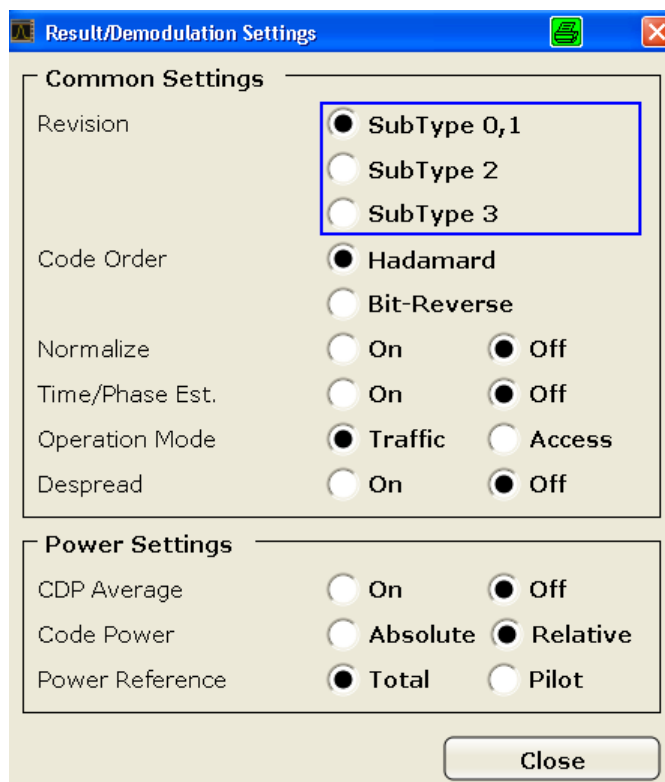 Result/Demodulation Settings
Common Settings
Revision SubType 0,1
SubType 2
SubType 3
Code Order Hadamard
Bit-Reverse
Normalize On Off
Time/Phase Est. On Off
Operation Mode Traffic Access
Despread On Off
Power Settings
CDP Average On Off
Code Power Absolute Relative
Power Reference Total Pilot
Close